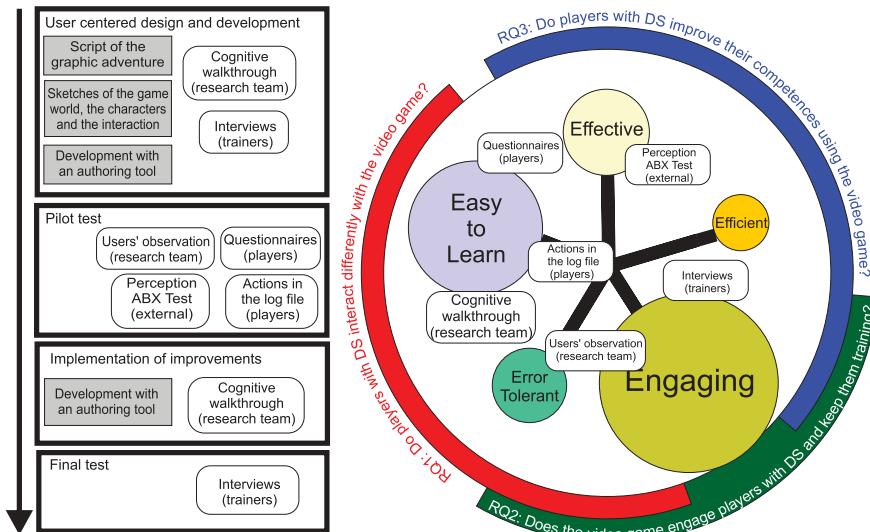 User centered design and development
Script of the
graphic adventure
Cognitive
walkthrough
(research team)
Sketches of the game
world, the characters
and the interaction
Interviews
(trainers)
Development with
an authoring tool
Pilot test
Users' observation
(research team)
Questionnaires
(players)
Perception
ABX Test
(external)
Actions in
the log file
(players)
Implementation of improvements
Development with
an authoring tool
Cognitive
walkthrough
(research team)
Final test
Interviews
(trainers)
RQ1: Do players with DS interact differently with the video game?
RQ3: Do players with DS improve their competences using the video game?
RQ2: Does the video game engage players with DS and keep them training?
Effective
Questionnaires
(players)
Perception
ABX Test
(external)
Easy
to
Learn
Efficient
Actions in
the log file
(players)
Interviews
(trainers)
Cognitive
walkthrough
(research team)
Users' observation
(research team)
Error
Tolerant
Engaging